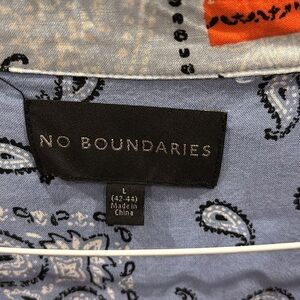 NO BOUNDARIES
L
(42-44)
Made in
China